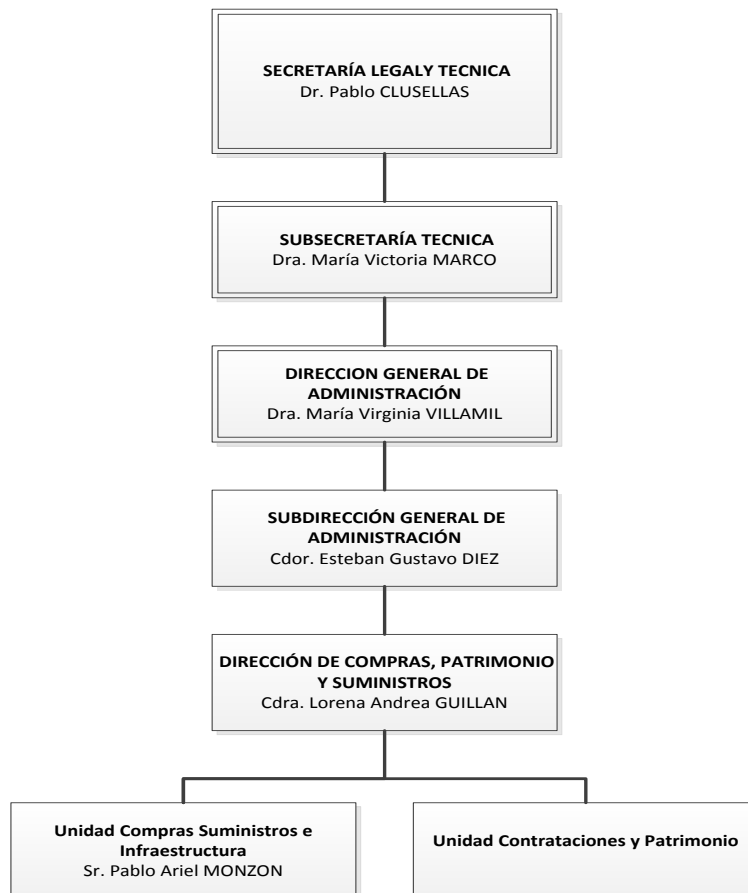 SECRETARÍA LEGALY TECNICA
Dr. Pablo CLUSELLAS
SUBSECRETARÍA TECNICA
Dra. María Victoria MARCO
DIRECCION GENERAL DE
ADMINISTRACIÓN
Dra. María Virginia VILLAMIL
SUBDIRECCIÓN GENERAL DE
ADMINISTRACIÓN
Cdor. Esteban Gustavo DIEZ
DIRECCIÓN DE COMPRAS, PATRIMONIO
Y SUMINISTROS
Cdra. Lorena Andrea GUILLAN
Unidad Compras Suministros e
Infraestructura
Sr. Pablo Ariel MONZON
Unidad Contrataciones y Patrimonio